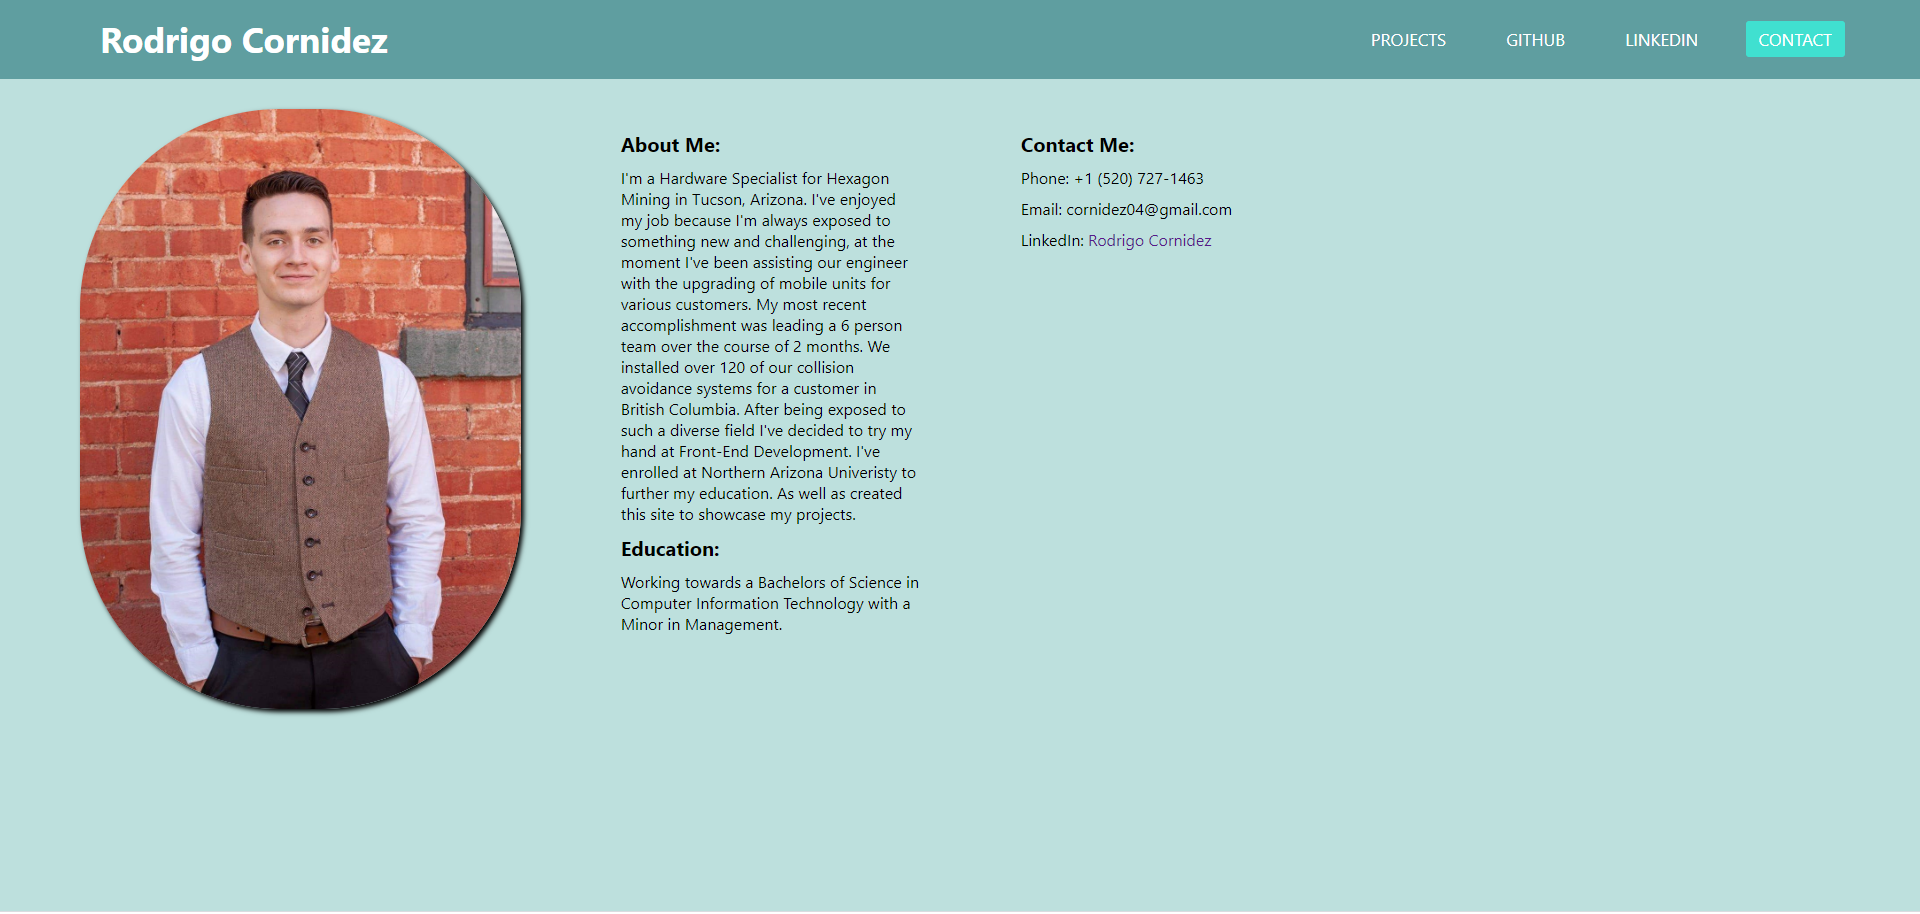 Rodrigo Cornidez
PROJECTS
GITHUB
LINKEDIN
CONTACT
About Me:
I'm a Hardware Specialist for Hexagon
Mining in Tucson, Arizona. I've enjoyed
my job because I'm always exposed to
something new and challenging, at the
moment I've been assisting our engineer
with the upgrading of mobile units for
various customers. My most recent
accomplishment was leading a 6 person
team over the course of 2 months. We
installed over 120 of our collision
avoidance systems for a customer in
British Columbia. After being exposed to
such a diverse field I've decided to try my
hand at Front-End Development. I've
enrolled at Northern Arizona Univeristy to
further my education. As well as created
this site to showcase my projects.
Education:
Working towards a Bachelors of Science in
Computer Information Technology with a
Minor in Management.
Contact Me:
Phone: +1 (520) 727-1463
Email: cornidez04@gmail.com
LinkedIn: Rodrigo Cornidez